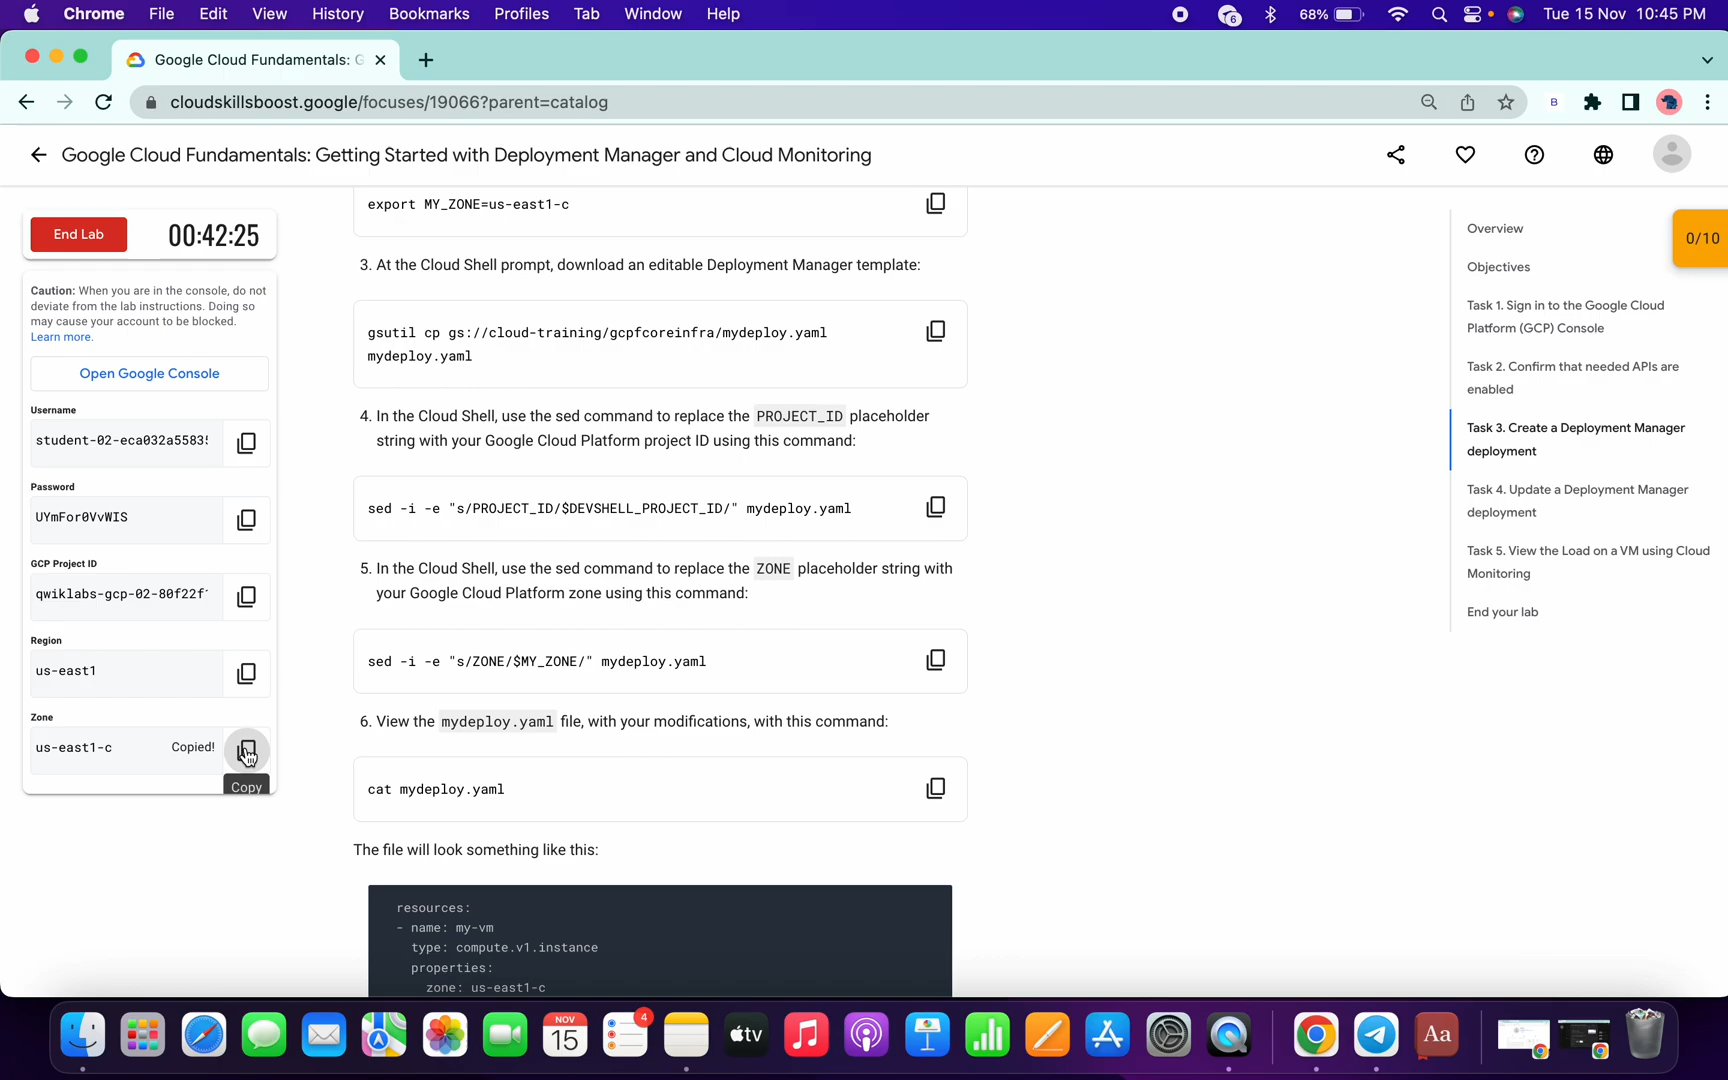 Chrome File Edit View History Bookmarks Profiles Tab Window Help 6 68% Tue 15 Nov 10:45 PM
Google Cloud Fundamentals: G
cloudskillsboost.google/focuses/19066?parent=catalog B
Google Cloud Fundamentals: Getting Started with Deployment Manager and Cloud Monitoring
End Lab 00:42:25
Caution: When you are in the console, do not
deviate from the lab instructions. Doing so
may cause your account to be blocked.
Learn more.
Open Google Console
Username
student-02-eca032a5583
Password
UYmFor0VvWIS
GCP Project ID
qwiklabs-gcp-02-80f22f
Region
us-east1
Zone
us-east1-c Copied!
Copy
export MY_ZONE=us-east1-c
3. At the Cloud Shell prompt, download an editable Deployment Manager template:
gsutil cp gs://cloud-training/gcpfcoreinfra/mydeploy.yaml
mydeploy.yaml
4. In the Cloud Shell, use the sed command to replace the PROJECT_ID placeholder
string with your Google Cloud Platform project ID using this command:
sed -i -e "s/PROJECT_ID/$DEVSHELL_PROJECT_ID/" mydeploy.yaml
5. In the Cloud Shell, use the sed command to replace the ZONE placeholder string with
your Google Cloud Platform zone using this command:
sed -i -e "s/ZONE/$MY_ZONE/" mydeploy.yaml
6. View the mydeploy.yaml file, with your modifications, with this command:
cat mydeploy.yaml
The file will look something like this:
resources:
- name: my-vm
type: compute.v1.instance
properties:
zone: us-east1-c
Overview
Objectives
Task 1. Sign in to the Google Cloud
Platform (GCP) Console
Task 2. Confirm that needed APIs are
enabled
Task 3. Create a Deployment Manager
deployment
Task 4. Update a Deployment Manager
deployment
Task 5. View the Load on a VM using Cloud
Monitoring
End your lab
0/10
NOV
15
4
tv
Aa